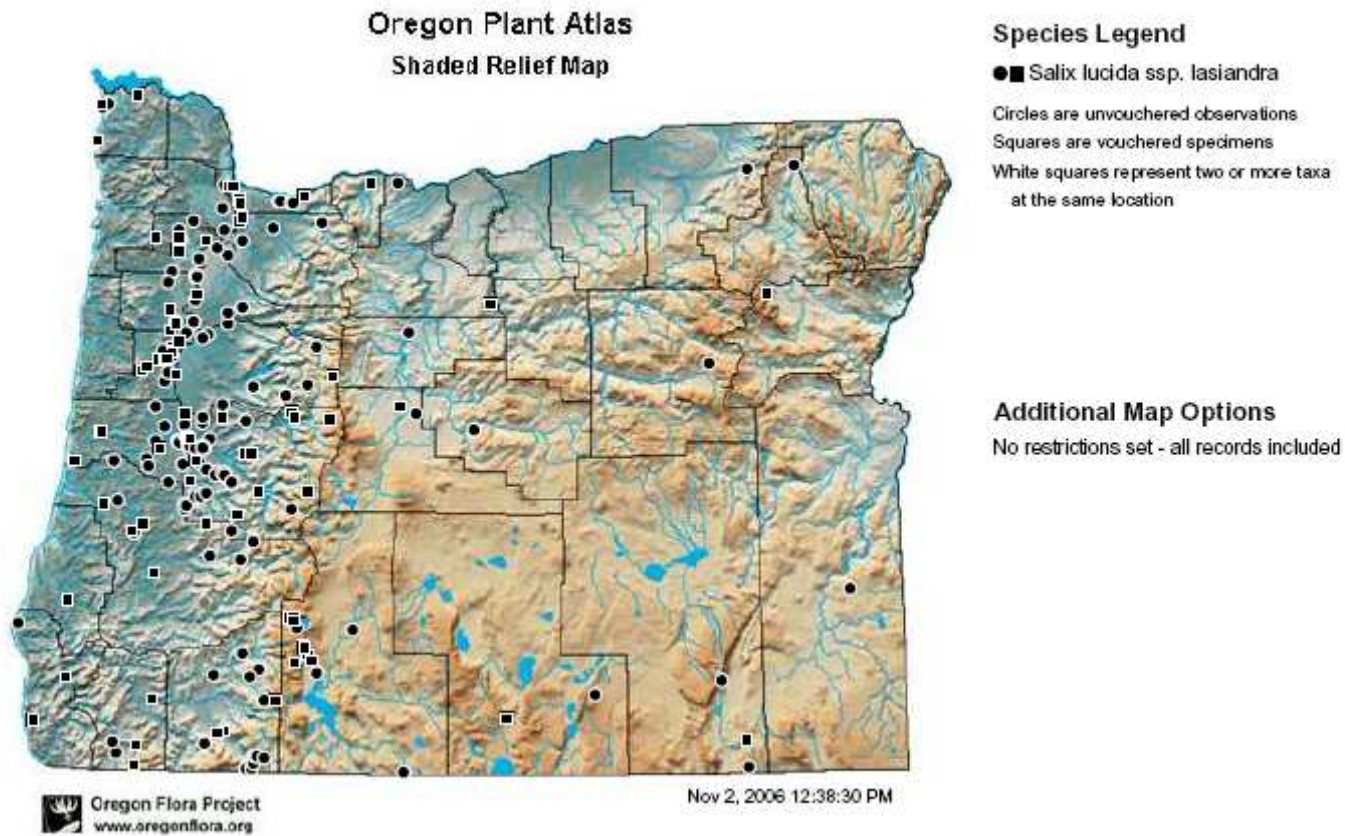 Oregon Plant Atlas
Shaded Relief Map
Species Legend
Salix lucida ssp. lasiandra
Circles are unvouchered observations
Squares are vouchered specimens
White squares represent two or more taxa
at the same location
Additional Map Options
No restrictions set - all records included
Nov 2, 2006 12:38:30 PM
Oregon Flora Project
www.oregonflora.org